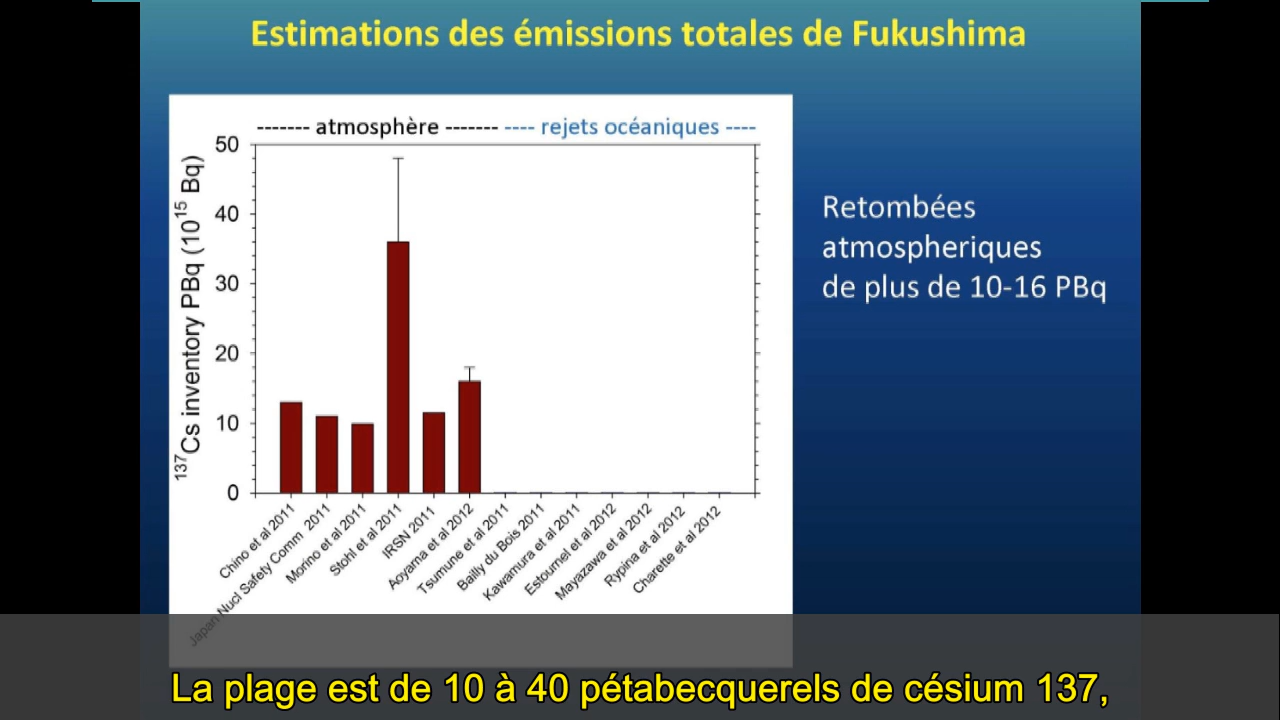 Estimations des émissions totales de Fukushima
------- atmosphère ------- ---- rejets océaniques ----
137Cs inventory PBq (10^15 Bq)
50
40
30
20
10
0
Chino et al 2011
Japan Nucl Safety Comm 2011
Morino et al 2011
Stohl et al 2011
IRSN 2011
Aoyama et al 2012
Tsumune et al 2011
Bailly du Bois 2011
Kawamura et al 2011
Estournel et al 2012
Mayazawa et al 2012
Rypina et al 2012
Charette et al 2012
Retombées
atmospheriques
de plus de 10-16 PBq
La plage est de 10 à 40 pétabecquerels de césium 137,